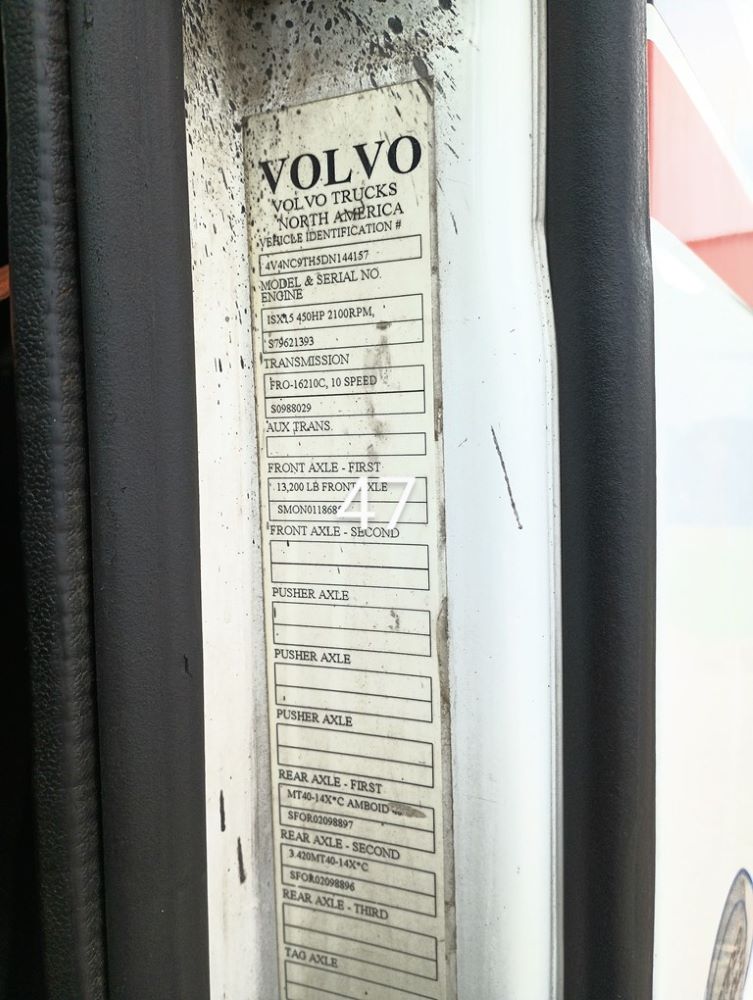 VOLVO
VOLVO TRUCKS
NORTH AMERICA
VEHICLE IDENTIFICATION #
4V4NC9TH5DN144157
MODEL & SERIAL NO.
ENGINE
ISX15 450HP 2100RPM,
S79621393
TRANSMISSION
FRO-16210C, 10 SPEED
S0988029
AUX TRANS.
FRONT AXLE - FIRST
13,200 LB FRONT AXLE
47
FRONT AXLE - SECOND
PUSHER AXLE
PUSHER AXLE
PUSHER AXLE
REAR AXLE - FIRST
MT40-14X*C AMBOID
SFOR02098897
REAR AXLE - SECOND
3.420MT40-14X*C
SFOR02098896
REAR AXLE - THIRD
TAG AXLE